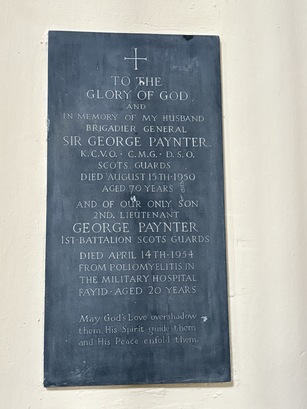 TO THE
GLORY OF GOD
AND
IN MEMORY OF MY HUSBAND
BRIGADIER GENERAL
SIR GEORGE PAYNTER
K.C.V.O. · C.M.G. · D.S.O.
SCOTS GUARDS
DIED AUGUST 15TH·1950
AGED 70 YEARS
AND OF OUR ONLY SON
2ND. LIEUTENANT
GEORGE PAYNTER
1ST BATTALION SCOTS GUARDS
DIED APRIL 14TH·1954
FROM POLIOMYELITIS IN
THE MILITARY HOSPITAL
FAYID · AGED 20 YEARS
May God's Love overshadow
them, His Spirit guide them
and His Peace enfold them.